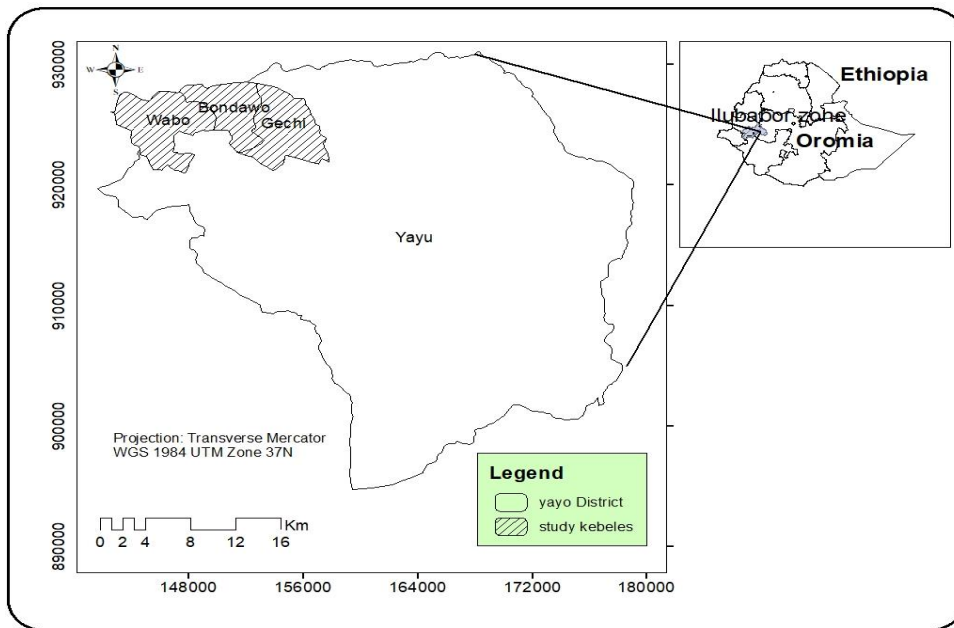 N
W E
S
Wabo
Bondawo
Gechi
Yayu
Ethiopia
Ilubabor zone
Oromia
Projection: Transverse Mercator
WGS 1984 UTM Zone 37N
0 2 4 8 12 16 Km
Legend
yayo District
study kebeles
930000
920000
910000
900000
890000
148000 156000 164000 172000 180000